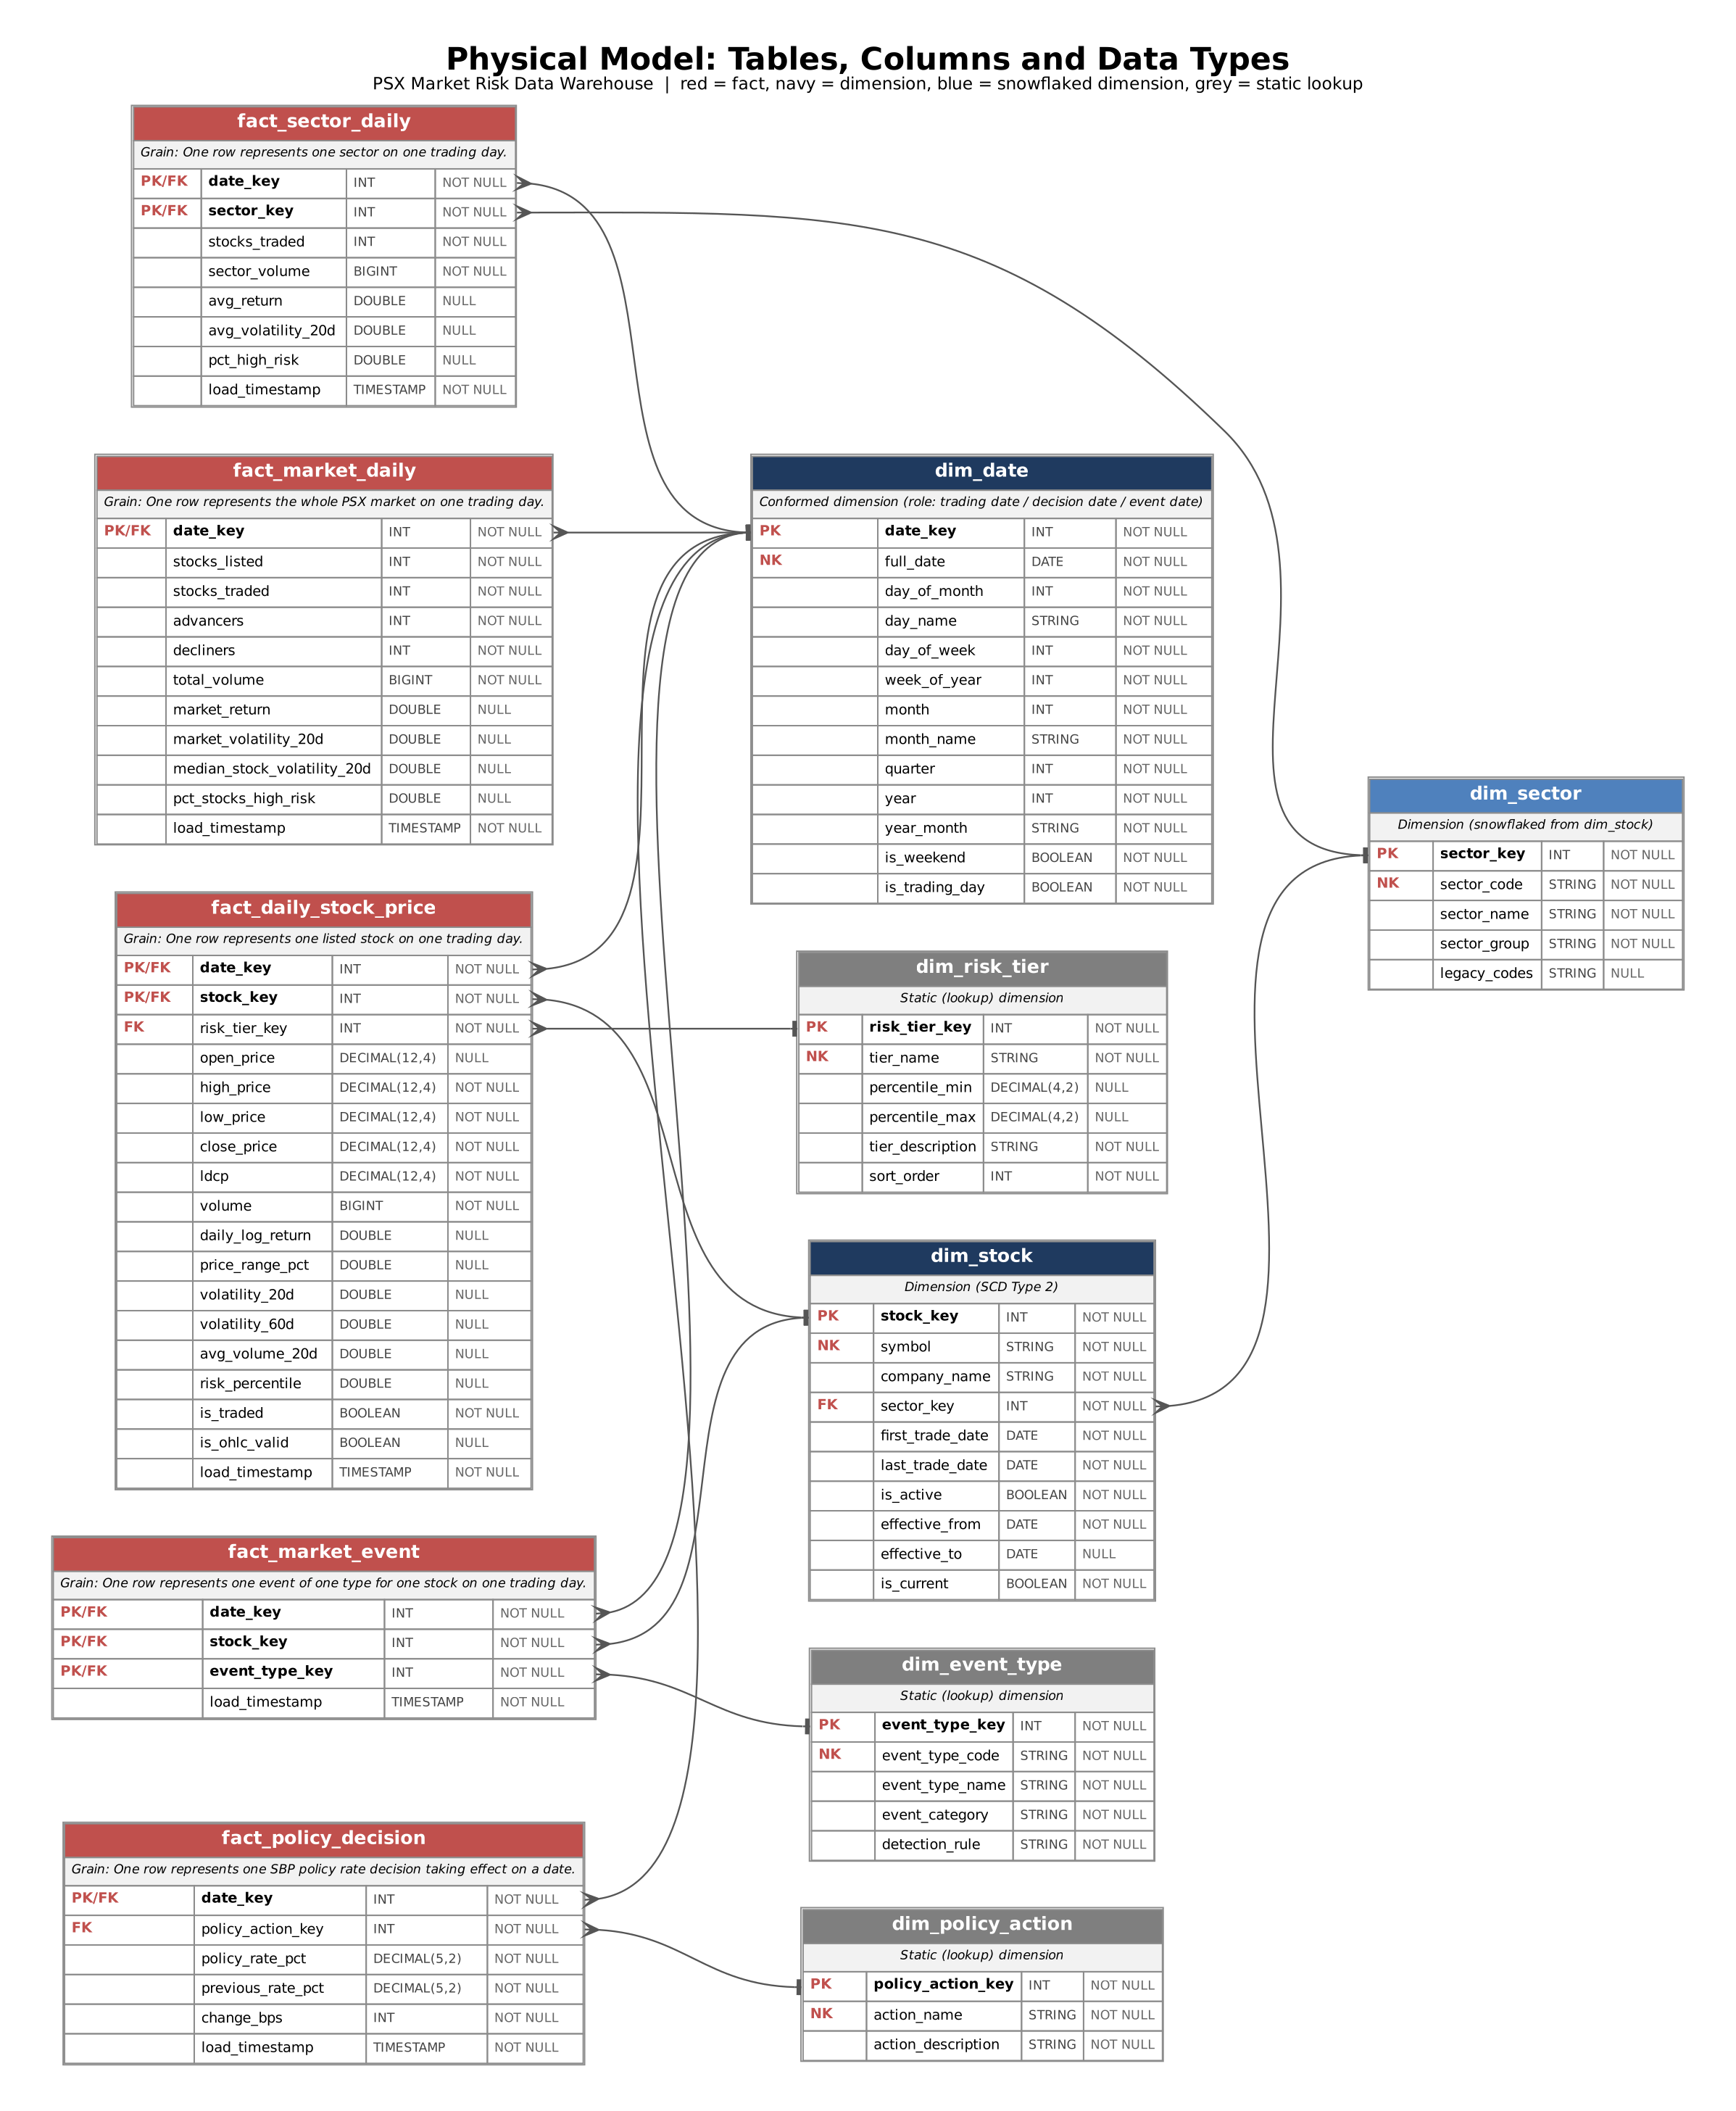 Physical Model: Tables, Columns and Data Types
PSX Market Risk Data Warehouse | red = fact, navy = dimension, blue = snowflaked dimension, grey = static lookup
fact_sector_daily
Grain: One row represents one sector on one trading day.
PK/FK date_key INT NOT NULL
PK/FK sector_key INT NOT NULL
stocks_traded INT NOT NULL
sector_volume BIGINT NOT NULL
avg_return DOUBLE NULL
avg_volatility_20d DOUBLE NULL
pct_high_risk DOUBLE NULL
load_timestamp TIMESTAMP NOT NULL
fact_market_daily
Grain: One row represents the whole PSX market on one trading day.
PK/FK date_key INT NOT NULL
stocks_listed INT NOT NULL
stocks_traded INT NOT NULL
advancers INT NOT NULL
decliners INT NOT NULL
total_volume BIGINT NOT NULL
market_return DOUBLE NULL
market_volatility_20d DOUBLE NULL
median_stock_volatility_20d DOUBLE NULL
pct_stocks_high_risk DOUBLE NULL
load_timestamp TIMESTAMP NOT NULL
dim_date
Conformed dimension (role: trading date / decision date / event date)
PK date_key INT NOT NULL
NK full_date DATE NOT NULL
day_of_month INT NOT NULL
day_name STRING NOT NULL
day_of_week INT NOT NULL
week_of_year INT NOT NULL
month INT NOT NULL
month_name STRING NOT NULL
quarter INT NOT NULL
year INT NOT NULL
year_month STRING NOT NULL
is_weekend BOOLEAN NOT NULL
is_trading_day BOOLEAN NOT NULL
dim_sector
Dimension (snowflaked from dim_stock)
PK sector_key INT NOT NULL
NK sector_code STRING NOT NULL
sector_name STRING NOT NULL
sector_group STRING NOT NULL
legacy_codes STRING NULL
fact_daily_stock_price
Grain: One row represents one listed stock on one trading day.
PK/FK date_key INT NOT NULL
PK/FK stock_key INT NOT NULL
FK risk_tier_key INT NOT NULL
open_price DECIMAL(12,4) NULL
high_price DECIMAL(12,4) NOT NULL
low_price DECIMAL(12,4) NOT NULL
close_price DECIMAL(12,4) NOT NULL
ldcp DECIMAL(12,4) NOT NULL
volume BIGINT NOT NULL
daily_log_return DOUBLE NULL
price_range_pct DOUBLE NULL
volatility_20d DOUBLE NULL
volatility_60d DOUBLE NULL
avg_volume_20d DOUBLE NULL
risk_percentile DOUBLE NULL
is_traded BOOLEAN NOT NULL
is_ohlc_valid BOOLEAN NULL
load_timestamp TIMESTAMP NOT NULL
dim_risk_tier
Static (lookup) dimension
PK risk_tier_key INT NOT NULL
NK tier_name STRING NOT NULL
percentile_min DECIMAL(4,2) NULL
percentile_max DECIMAL(4,2) NULL
tier_description STRING NOT NULL
sort_order INT NOT NULL
dim_stock
Dimension (SCD Type 2)
PK stock_key INT NOT NULL
NK symbol STRING NOT NULL
company_name STRING NOT NULL
FK sector_key INT NOT NULL
first_trade_date DATE NOT NULL
last_trade_date DATE NOT NULL
is_active BOOLEAN NOT NULL
effective_from DATE NOT NULL
effective_to DATE NULL
is_current BOOLEAN NOT NULL
fact_market_event
Grain: One row represents one event of one type for one stock on one trading day.
PK/FK date_key INT NOT NULL
PK/FK stock_key INT NOT NULL
PK/FK event_type_key INT NOT NULL
load_timestamp TIMESTAMP NOT NULL
dim_event_type
Static (lookup) dimension
PK event_type_key INT NOT NULL
NK event_type_code STRING NOT NULL
event_type_name STRING NOT NULL
event_category STRING NOT NULL
detection_rule STRING NOT NULL
fact_policy_decision
Grain: One row represents one SBP policy rate decision taking effect on a date.
PK/FK date_key INT NOT NULL
FK policy_action_key INT NOT NULL
policy_rate_pct DECIMAL(5,2) NOT NULL
previous_rate_pct DECIMAL(5,2) NOT NULL
change_bps INT NOT NULL
load_timestamp TIMESTAMP NOT NULL
dim_policy_action
Static (lookup) dimension
PK policy_action_key INT NOT NULL
NK action_name STRING NOT NULL
action_description STRING NOT NULL